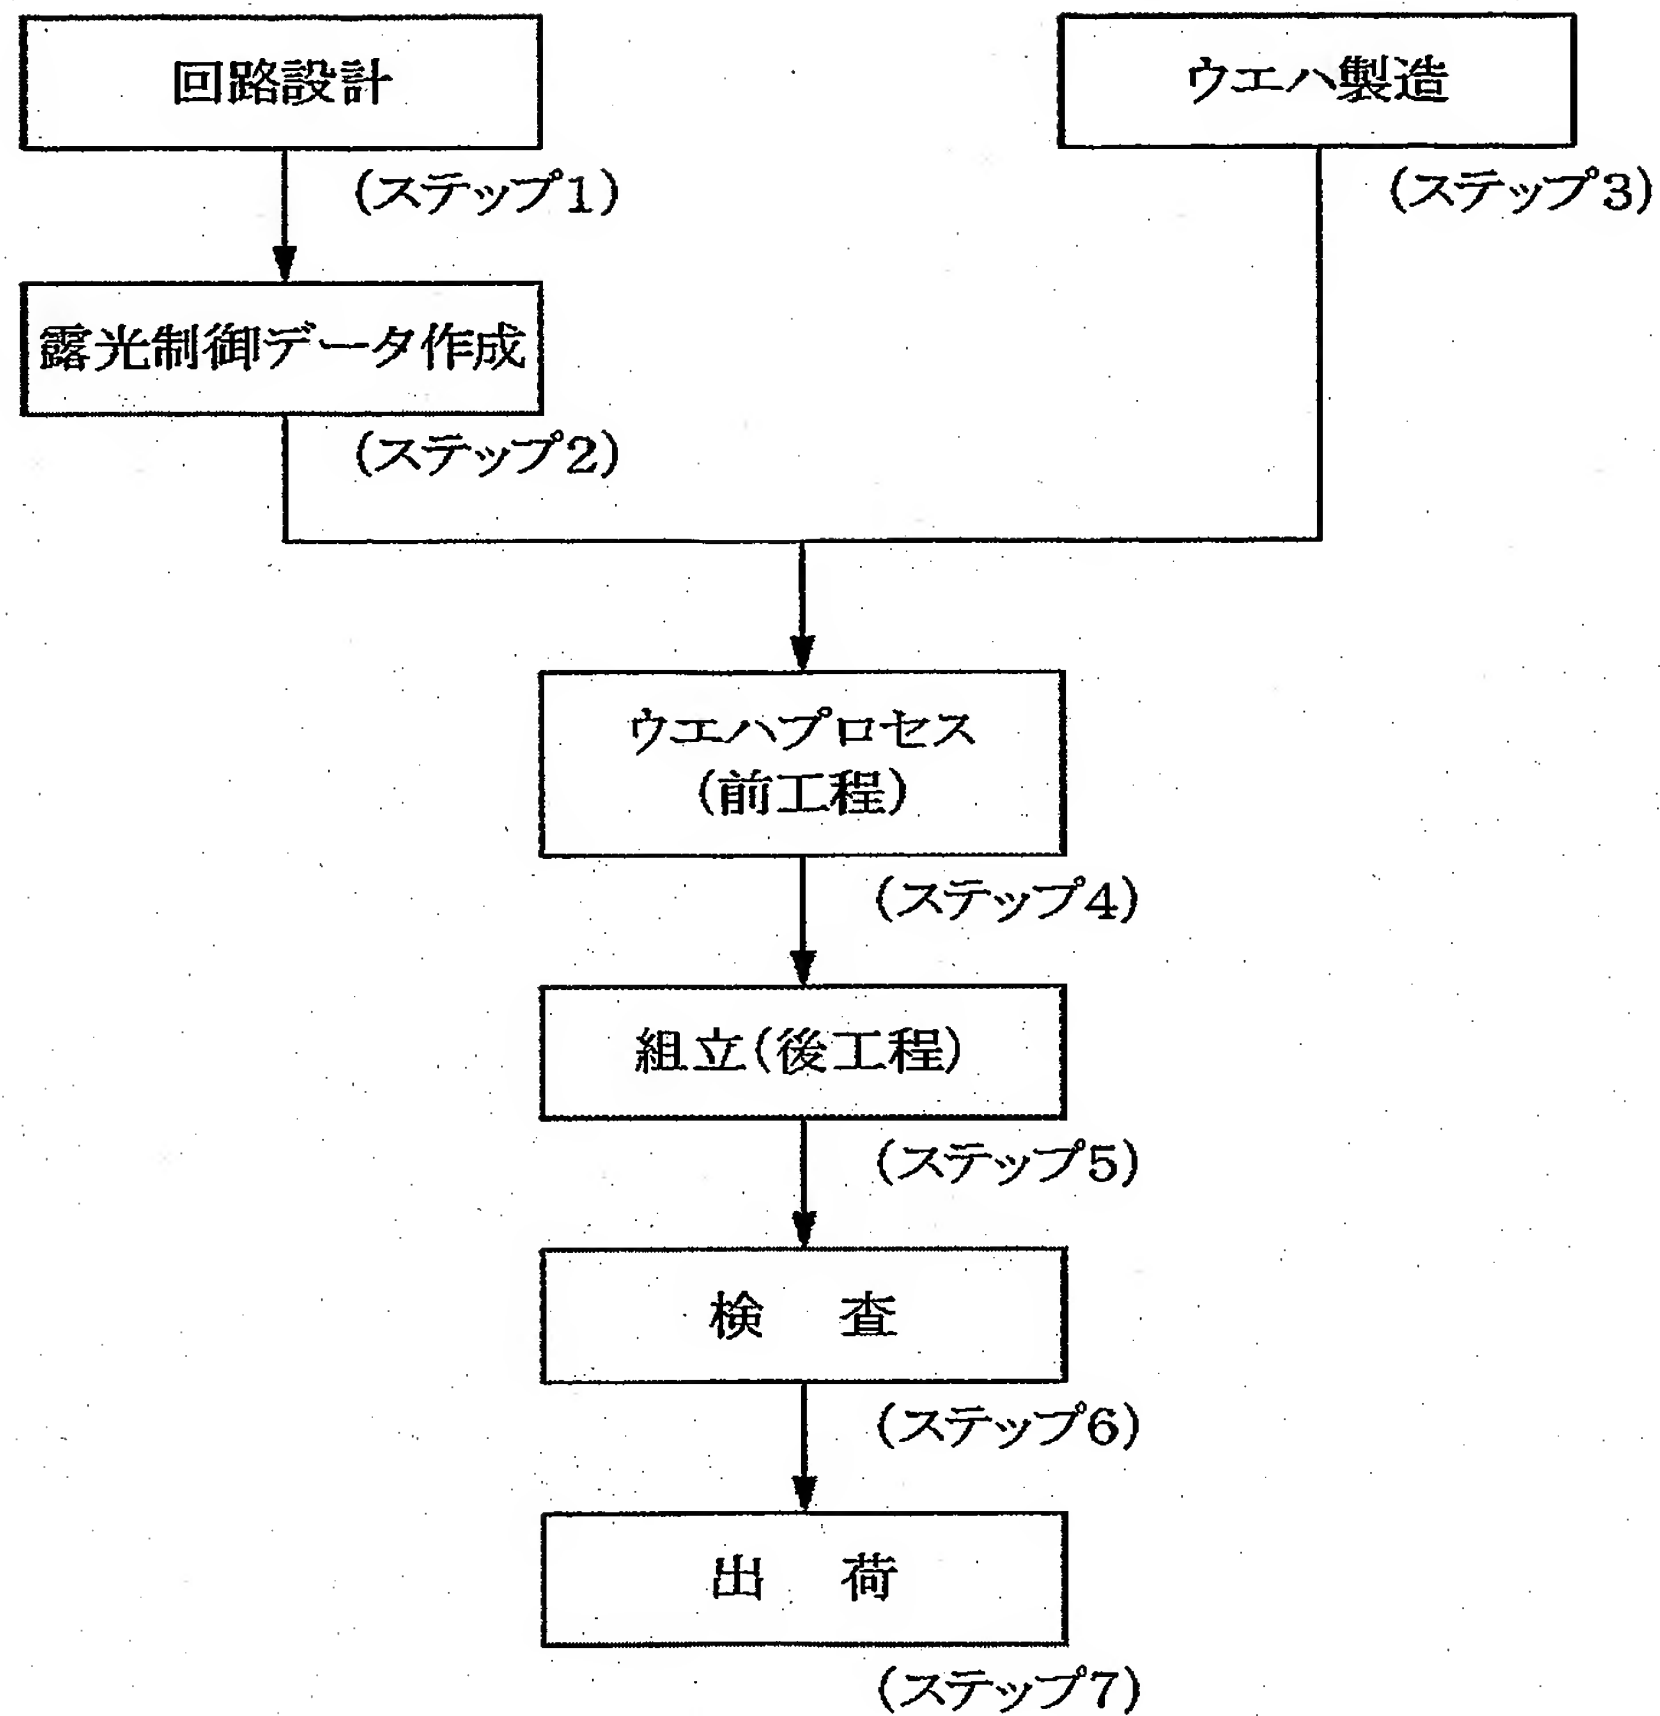 回路設計
(ステップ1)
露光制御データ作成
(ステップ2)
ウエハ製造
(ステップ3)
ウエハプロセス
(前工程)
(ステップ4)
組立(後工程)
(ステップ5)
検 査
(ステップ6)
出 荷
(ステップ7)